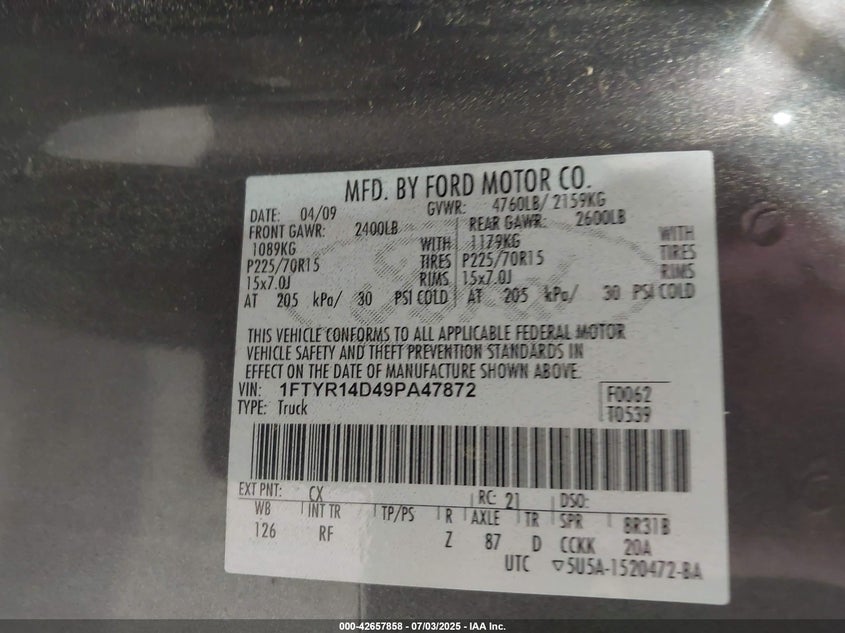 MFD. BY FORD MOTOR CO.
DATE: 04/09 GVWR: 4760LB/ 2159KG
FRONT GAWR: 2400LB REAR GAWR: 2600LB
1089KG WITH 1179KG WITH
P225/70R15 TIRES P225/70R15 TIRES
15x7.0J RIMS 15x7.0J RIMS
AT 205 kPa/ 30 PSI COLD AT 205 kPa/ 30 PSI COLD
THIS VEHICLE CONFORMS TO ALL APPLICABLE FEDERAL MOTOR
VEHICLE SAFETY AND THEFT PREVENTION STANDARDS IN
EFFECT ON THE DATE OF MANUFACTURE SHOWN ABOVE.
VIN: 1FTYR14D49PA47872 F0062
TYPE: Truck T0539
EXT PNT: CX RC: 21 DSO:
WB INT TR TP/PS R AXLE TR SPR BR31B
126 RF Z 87 D CCKK 20A
UTC ▽5U5A-1520472-BA
000-42657858 - 07/03/2025 - IAA Inc.